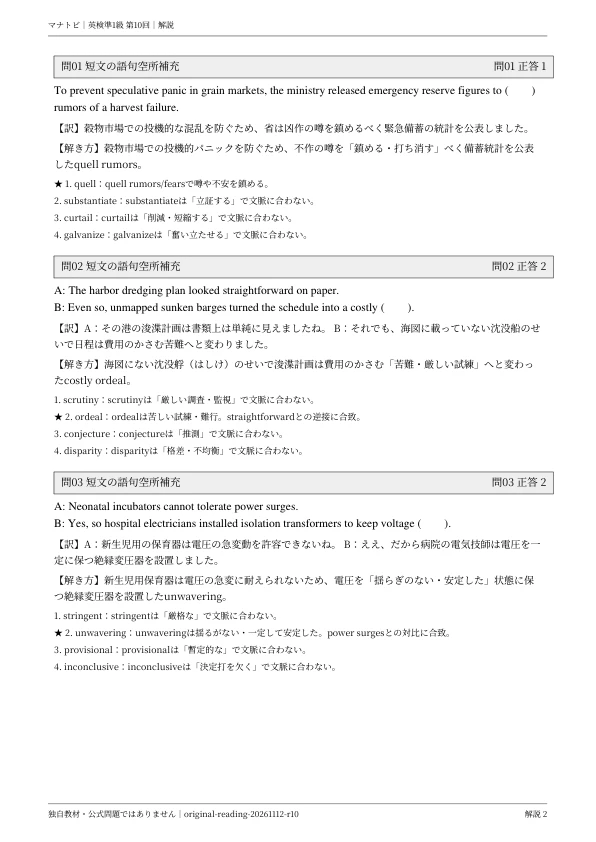 マナトビ｜英検準1級 第10回｜解説
問01 短文の語句空所補充 問01 正答 1
To prevent speculative panic in grain markets, the ministry released emergency reserve figures to (　　)
rumors of a harvest failure.
【訳】穀物市場での投機的な混乱を防ぐため、省は凶作の噂を鎮めるべく緊急備蓄の統計を公表しました。
【解き方】穀物市場での投機的パニックを防ぐため、不作の噂を「鎮める・打ち消す」べく備蓄統計を公表
したquell rumors。
★ 1. quell：quell rumors/fearsで噂や不安を鎮める。
2. substantiate：substantiateは「立証する」で文脈に合わない。
3. curtail：curtailは「削減・短縮する」で文脈に合わない。
4. galvanize：galvanizeは「奮い立たせる」で文脈に合わない。
問02 短文の語句空所補充 問02 正答 2
A: The harbor dredging plan looked straightforward on paper.
B: Even so, unmapped sunken barges turned the schedule into a costly (　　).
【訳】A：その港の浚渫計画は書類上は単純に見えましたね。 B：それでも、海図に載っていない沈没船のせ
いで日程は費用のかさむ苦難へと変わりました。
【解き方】海図にない沈没艀（はしけ）のせいで浚渫計画は費用のかさむ「苦難・厳しい試練」へと変わっ
たcostly ordeal。
1. scrutiny：scrutinyは「厳しい調査・監視」で文脈に合わない。
★ 2. ordeal：ordealは苦しい試練・難行。straightforwardとの逆接に合致。
3. conjecture：conjectureは「推測」で文脈に合わない。
4. disparity：disparityは「格差・不均衡」で文脈に合わない。
問03 短文の語句空所補充 問03 正答 2
A: Neonatal incubators cannot tolerate power surges.
B: Yes, so hospital electricians installed isolation transformers to keep voltage (　　).
【訳】A：新生児用の保育器は電圧の急変動を許容できないね。 B：ええ、だから病院の電気技師は電圧を一
定に保つ絶縁変圧器を設置しました。
【解き方】新生児用保育器は電圧の急変に耐えられないため、電圧を「揺らぎのない・安定した」状態に保
つ絶縁変圧器を設置したunwavering。
1. stringent：stringentは「厳格な」で文脈に合わない。
★ 2. unwavering：unwaveringは揺るがない・一定して安定した。power surgesとの対比に合致。
3. provisional：provisionalは「暫定的な」で文脈に合わない。
4. inconclusive：inconclusiveは「決定打を欠く」で文脈に合わない。
独自教材・公式問題ではありません｜original-reading-20261112-r10 解説 2